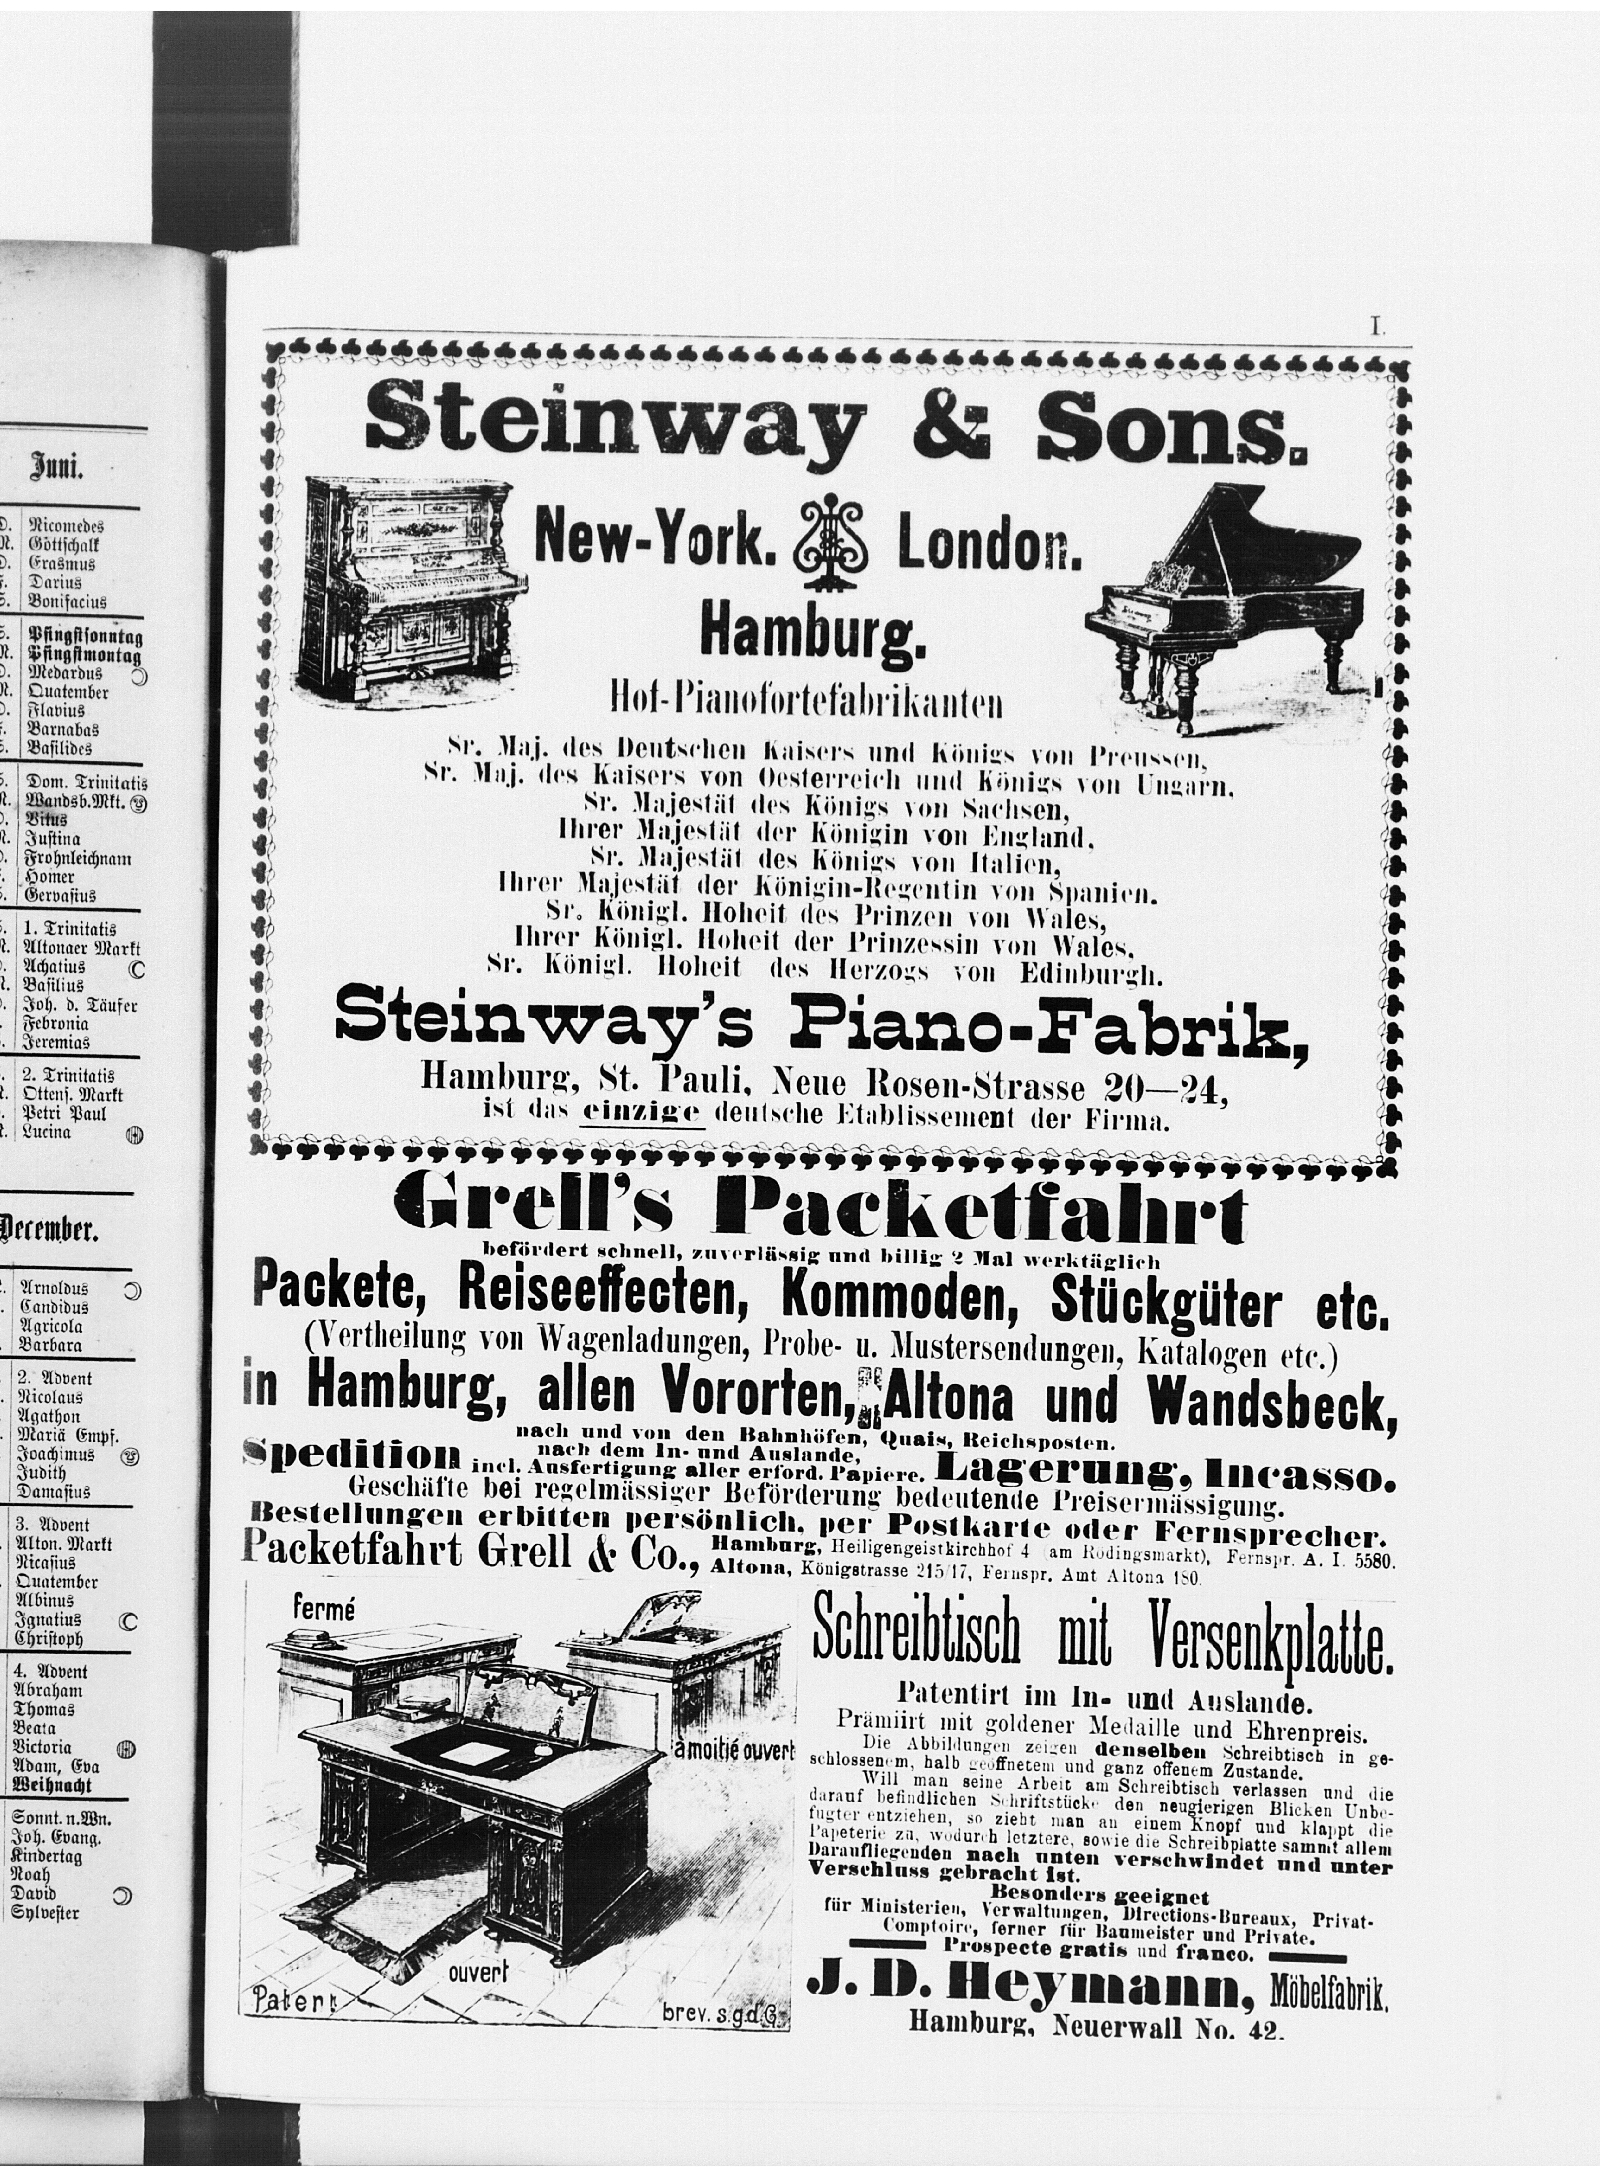 Juni.
Nicomedes
Gottschalk
Erasmus
Darius
Bonifacius
Pfingstsonntag
Pfingstmontag
Medardus
Quatember
Flavius
Barnabas
Basilides
Dom. Trinitatis
Wandsb. Mkt.
Vitus
Justina
Frohnleichnam
Homer
Gervasius
1. Trinitatis
Altonaer Markt
Achatius
Basilius
Joh. d. Täufer
Febronia
Jeremias
2. Trinitatis
Ottens. Markt
Petri Paul
Lucina
December.
Arnoldus
Candidus
Agricola
Barbara
2. Advent
Nicolaus
Agathon
Mariä Empf.
Joachimus
Judith
Damasius
3. Advent
Alton. Markt
Nicasius
Quatember
Albinus
Ignatius
Christoph
4. Advent
Abraham
Thomas
Beata
Victoria
Adam, Eva
Weihnacht
Sonnt. n. Wn.
Joh. Evang.
Kindertag
Noah
David
Sylvester
I.
Steinway & Sons.
New-York. London.
Hamburg.
Hof-Pianofortefabrikanten
Sr. Maj. des Deutschen Kaisers und Königs von Preussen,
Sr. Maj. des Kaisers von Oesterreich und Königs von Ungarn,
Sr. Majestät des Königs von Sachsen,
Ihrer Majestät der Königin von England,
Sr. Majestät des Königs von Italien,
Ihrer Majestät der Königin-Regentin von Spanien.
Sr. Königl. Hoheit des Prinzen von Wales,
Ihrer Königl. Hoheit der Prinzessin von Wales,
Sr. Königl. Hoheit des Herzogs von Edinburgh.
Steinway's Piano-Fabrik,
Hamburg, St. Pauli, Neue Rosen-Strasse 20—24,
ist das einzige deutsche Etablissement der Firma.
Grell's Packetfahrt
befördert schnell, zuverlässig und billig 2 Mal werktäglich
Packete, Reiseeffecten, Kommoden, Stückgüter etc.
(Vertheilung von Wagenladungen, Probe- u. Mustersendungen, Katalogen etc.)
in Hamburg, allen Vororten, Altona und Wandsbeck,
nach und von den Bahnhöfen, Quais, Reichsposten.
Spedition nach dem In- und Auslande,
incl. Ausfertigung aller erford. Papiere. Lagerung, Incasso.
Geschäfte bei regelmässiger Beförderung bedeutende Preisermässigung.
Bestellungen erbitten persönlich, per Postkarte oder Fernsprecher.
Packetfahrt Grell & Co., Hamburg, Heiligengeistkirchhof 4 (am Rödingsmarkt), Fernspr. A. I. 5580.
Altona, Königstrasse 215/17, Fernspr. Amt Altona 180.
fermé
à moitié ouvert
ouvert
Patent
brev. s.g.d.G.
Schreibtisch mit Versenkplatte.
Patentirt im In- und Auslande.
Prämiirt mit goldener Medaille und Ehrenpreis.
Die Abbildungen zeigen denselben Schreibtisch in ge-
schlossenem, halb geöffnetem und ganz offenem Zustande.
Will man seine Arbeit am Schreibtisch verlassen und die
darauf befindlichen Schriftstücke den neugierigen Blicken Unbe-
fugter entziehen, so zieht man an einem Knopf und klappt die
Papeterie zu, wodurch letztere, sowie die Schreibplatte sammt allem
Daraufliegenden nach unten verschwindet und unter
Verschluss gebracht ist.
Besonders geeignet
für Ministerien, Verwaltungen, Directions-Bureaux, Privat-
Comptoire, ferner für Baumeister und Private.
Prospecte gratis und franco.
J. D. Heymann, Möbelfabrik,
Hamburg, Neuerwall No. 42.